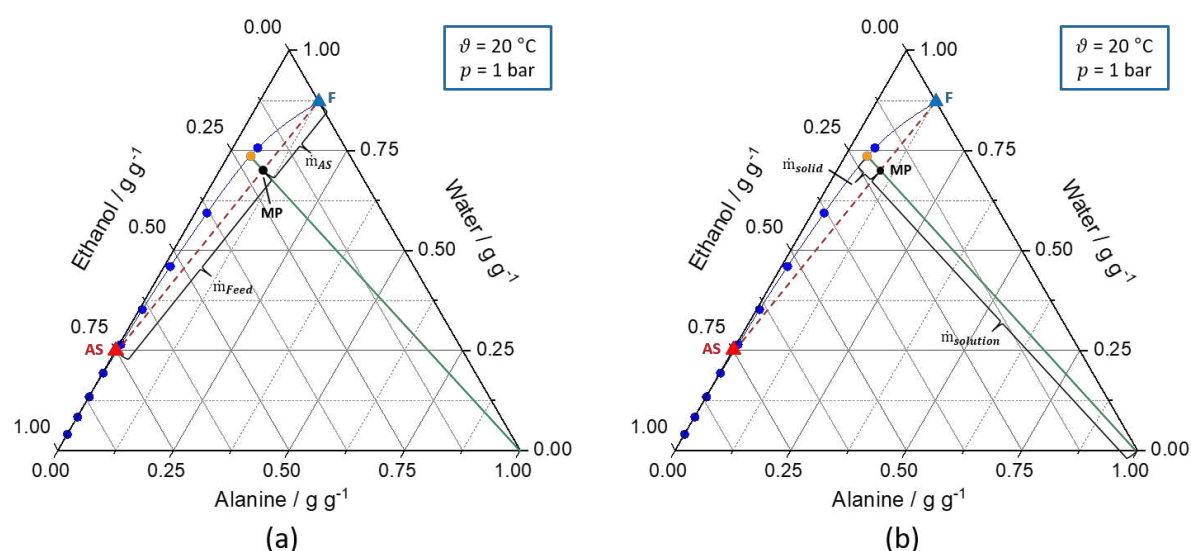 0.00
1.00
ϑ = 20 °C
p = 1 bar
F
0.25
0.75
ṁAS
MP
Ethanol / g g-1
Water / g g-1
0.50
0.50
ṁFeed
0.75
AS
0.25
1.00
0.00
0.00
0.25
0.50
0.75
1.00
Alanine / g g-1
(a)
0.00
1.00
ϑ = 20 °C
p = 1 bar
F
0.25
0.75
ṁsolid
MP
Ethanol / g g-1
Water / g g-1
0.50
0.50
0.75
AS
ṁsolution
0.25
1.00
0.00
0.00
0.25
0.50
0.75
1.00
Alanine / g g-1
(b)